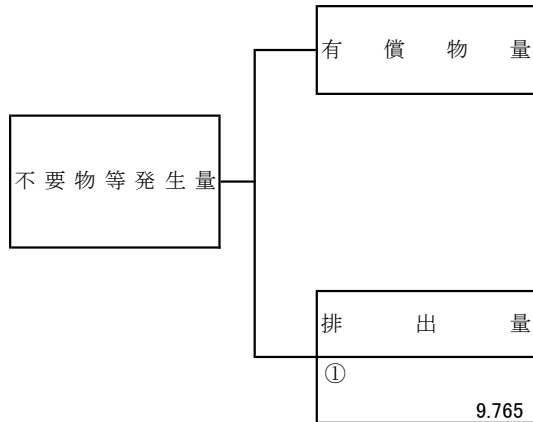 有償物量
不要物等発生量
排出量
①
9.765